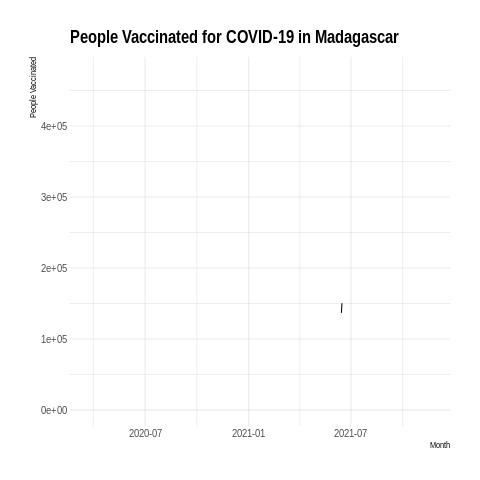 People Vaccinated for COVID-19 in Madagascar
People Vaccinated
4e+05
3e+05
2e+05
1e+05
0e+00
2020-07 2021-01 2021-07
Month